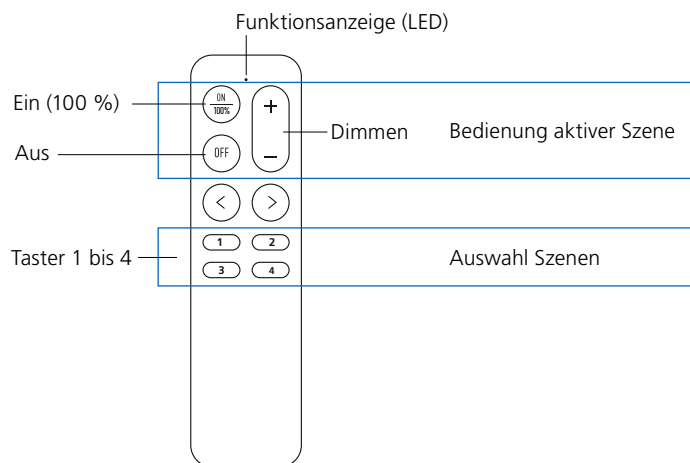 Funktionsanzeige (LED)
Ein (100 %)
ON
100%
+
Dimmen
Bedienung aktiver Szene
Aus
OFF
–
< >
Taster 1 bis 4
1 2
Auswahl Szenen
3 4